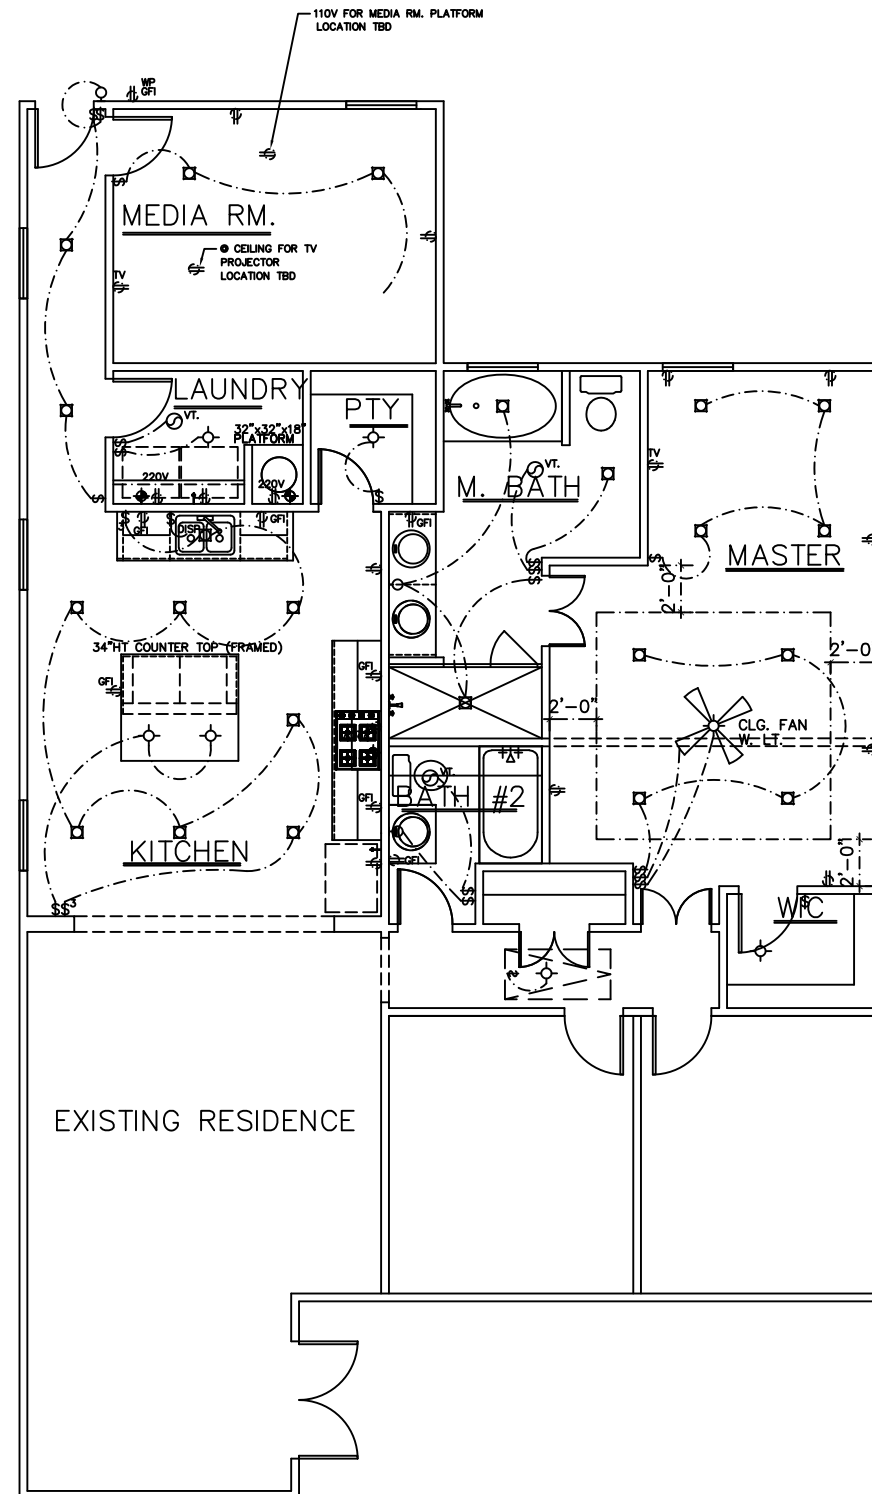 110V FOR MEDIA RM. PLATFORM
LOCATION TBD
WP
GFI
$$
$
MEDIA RM.
⌽ CEILING FOR TV
PROJECTOR
LOCATION TBD
TV
LAUNDRY
VT.
32"x32"x18"
PLATFORM
PTY
220V
220V
$
$
TV
VT.
M. BATH
GFI
DISP.
GFI
GFI
MASTER
2'-0"
34"HT COUNTER TOP (FRAMED)
GFI
GFI
2'-0"
2'-0
CLG. FAN
W. LT.
VT.
BATH #2
GFI
KITCHEN
GFI
2'-0"
$$3
WIC
EXISTING RESIDENCE